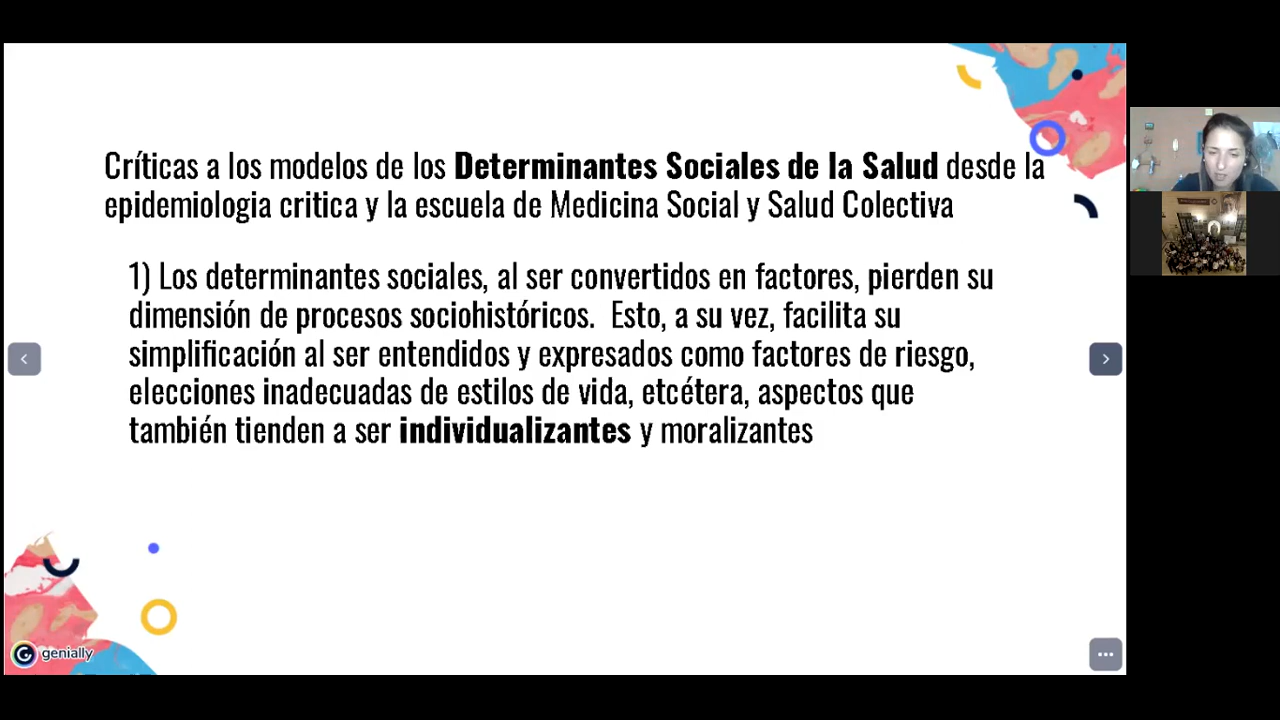 Críticas a los modelos de los Determinantes Sociales de la Salud desde la
epidemiologia critica y la escuela de Medicina Social y Salud Colectiva
1) Los determinantes sociales, al ser convertidos en factores, pierden su
dimensión de procesos sociohistóricos.  Esto, a su vez, facilita su
simplificación al ser entendidos y expresados como factores de riesgo,
elecciones inadecuadas de estilos de vida, etcétera, aspectos que
también tienden a ser individualizantes y moralizantes
genially